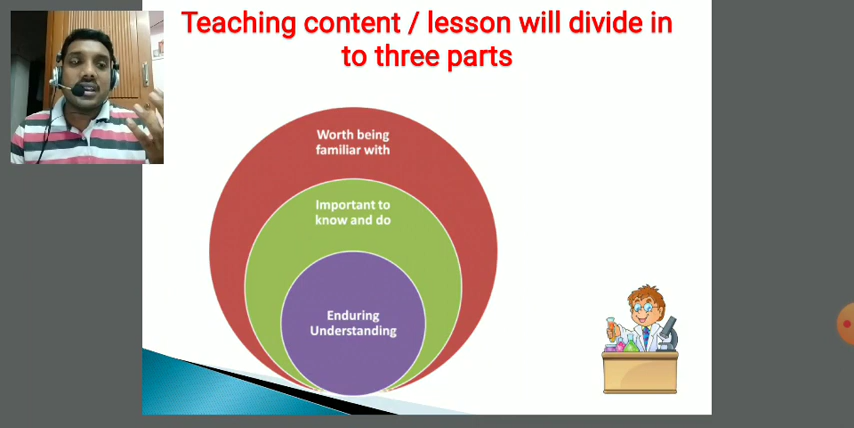 Teaching content / lesson will divide in
to three parts
Worth being
familiar with
Important to
know and do
Enduring
Understanding